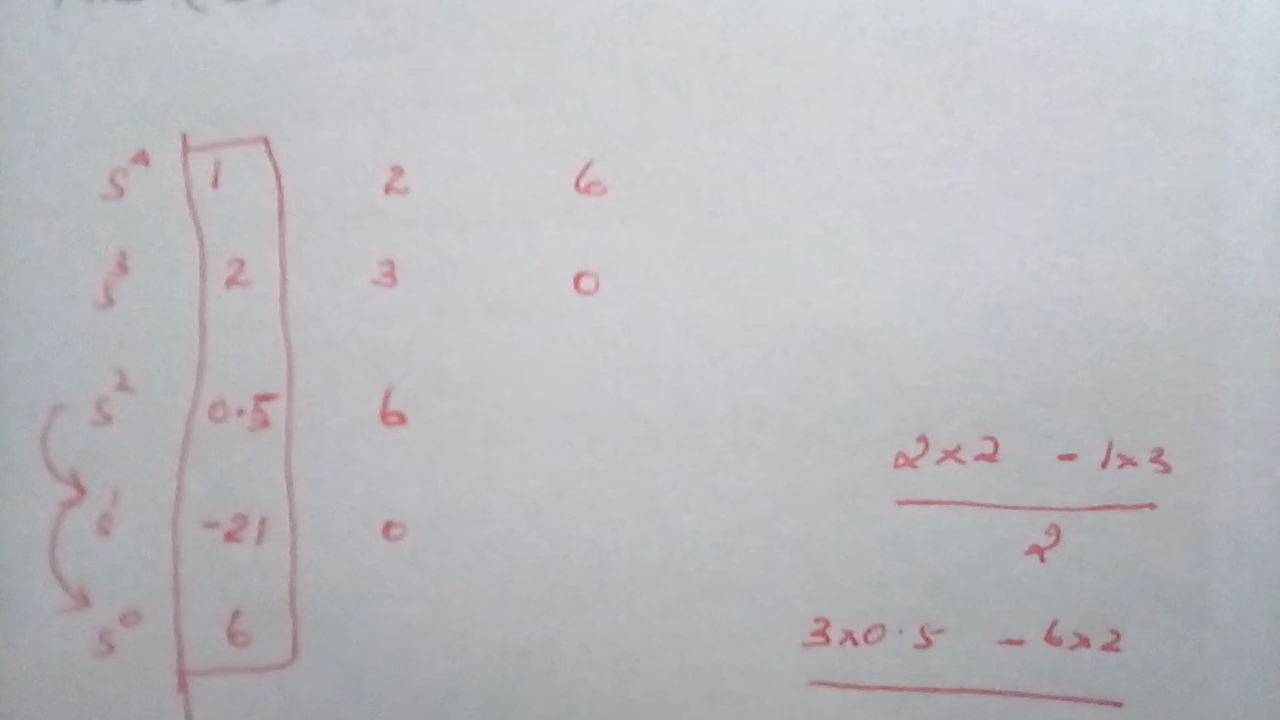 s⁴ 1 2 6
s³ 2 3 0
s² 0.5 6
s¹ -21 0
s⁰ 6
2×2 - 1×3
2
3×0.5 - 6×2